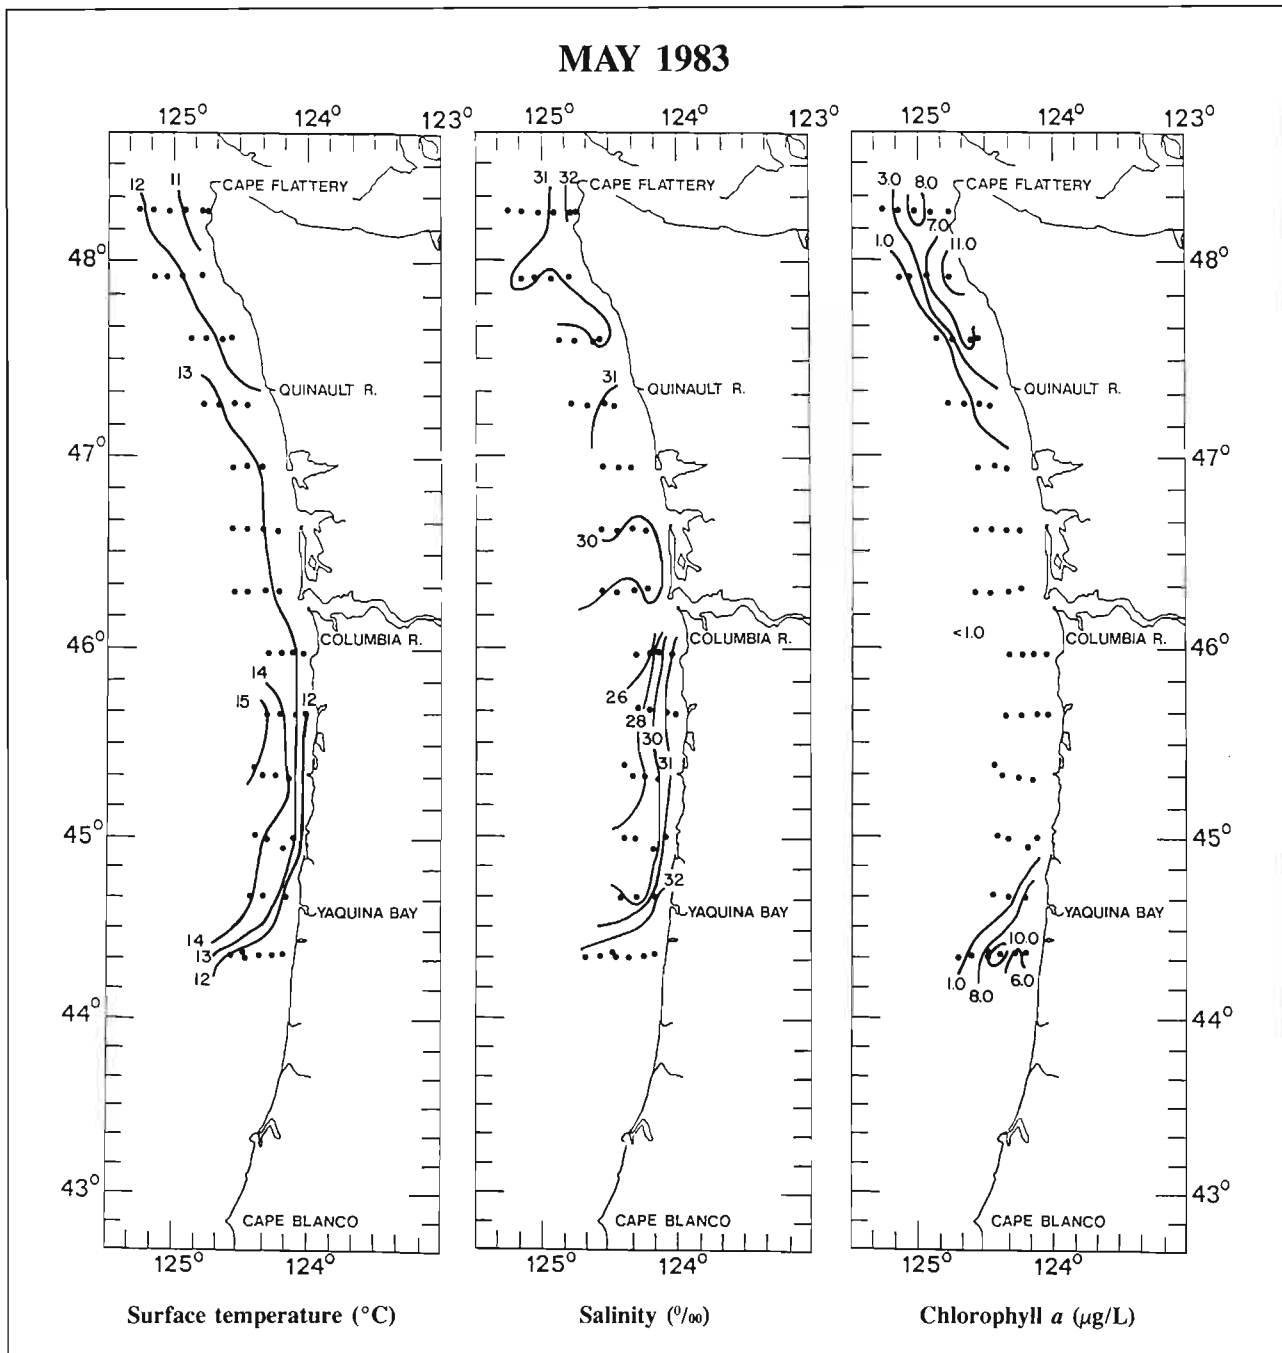 MAY 1983
125° 124° 123° 125° 124° 123° 125° 124° 123°
12 11 CAPE FLATTERY 31 32 CAPE FLATTERY 3.0 8.0 CAPE FLATTERY
7.0
48° 1.0 11.0 48°
13 QUINAULT R. 31 QUINAULT R. QUINAULT R.
47° 47°
30
COLUMBIA R. COLUMBIA R. <1.0 COLUMBIA R.
46° 46°
14
15 12 26
28
30
31
45° 45°
32
YAQUINA BAY YAQUINA BAY YAQUINA BAY
14 10.0
13
12 1.0 8.0 6.0
44° 44°
43° 43°
CAPE BLANCO CAPE BLANCO CAPE BLANCO
125° 124° 125° 124° 125° 124° 123°
Surface temperature (°C) Salinity (⁰/₀₀) Chlorophyll a (μg/L)